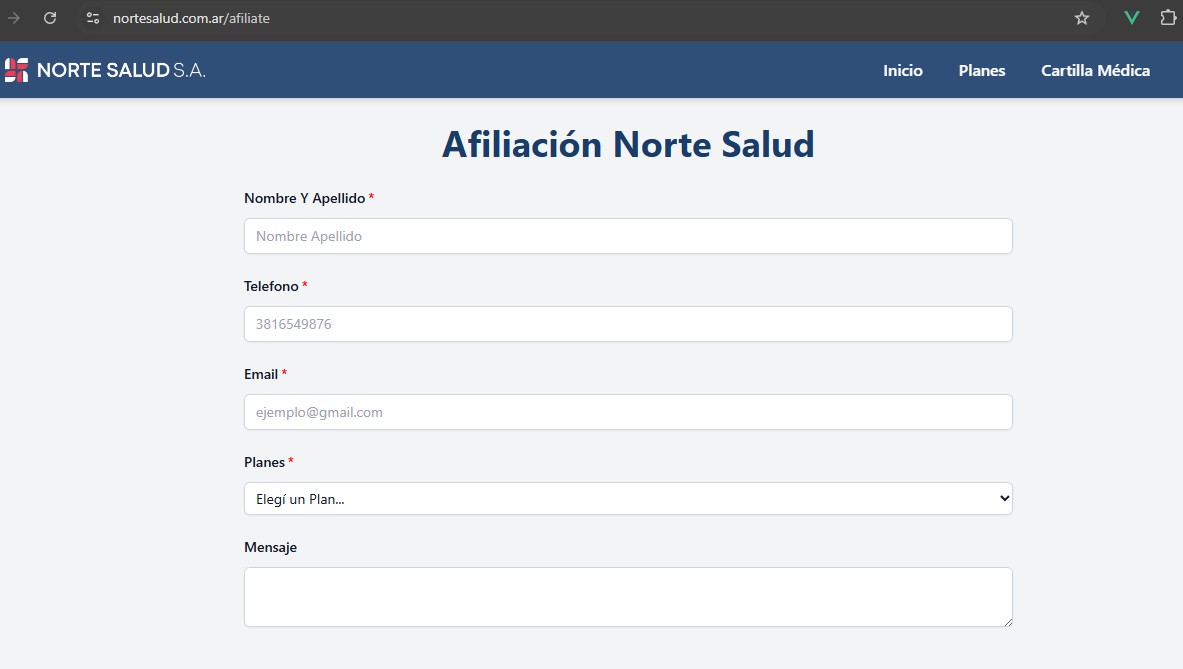 nortesalud.com.ar/afiliate
NORTE SALUD S.A.
Inicio Planes Cartilla Médica
Afiliación Norte Salud
Nombre Y Apellido *
Nombre Apellido
Telefono *
3816549876
Email *
ejemplo@gmail.com
Planes *
Elegí un Plan...
Mensaje